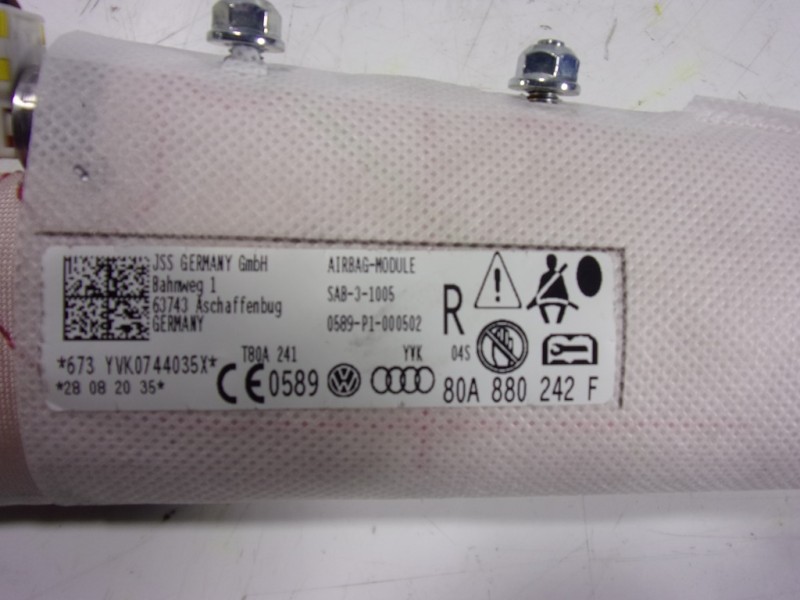 JSS GERMANY GmbH
Bahnweg 1
63743 Aschaffenbug
GERMANY
AIRBAG-MODULE
SAB-3-1005
0589-P1-000502
R
*673 YVK0744035X*
*28 08 20 35*
T80A 241
YVK
04S
CE 0589
80A 880 242 F